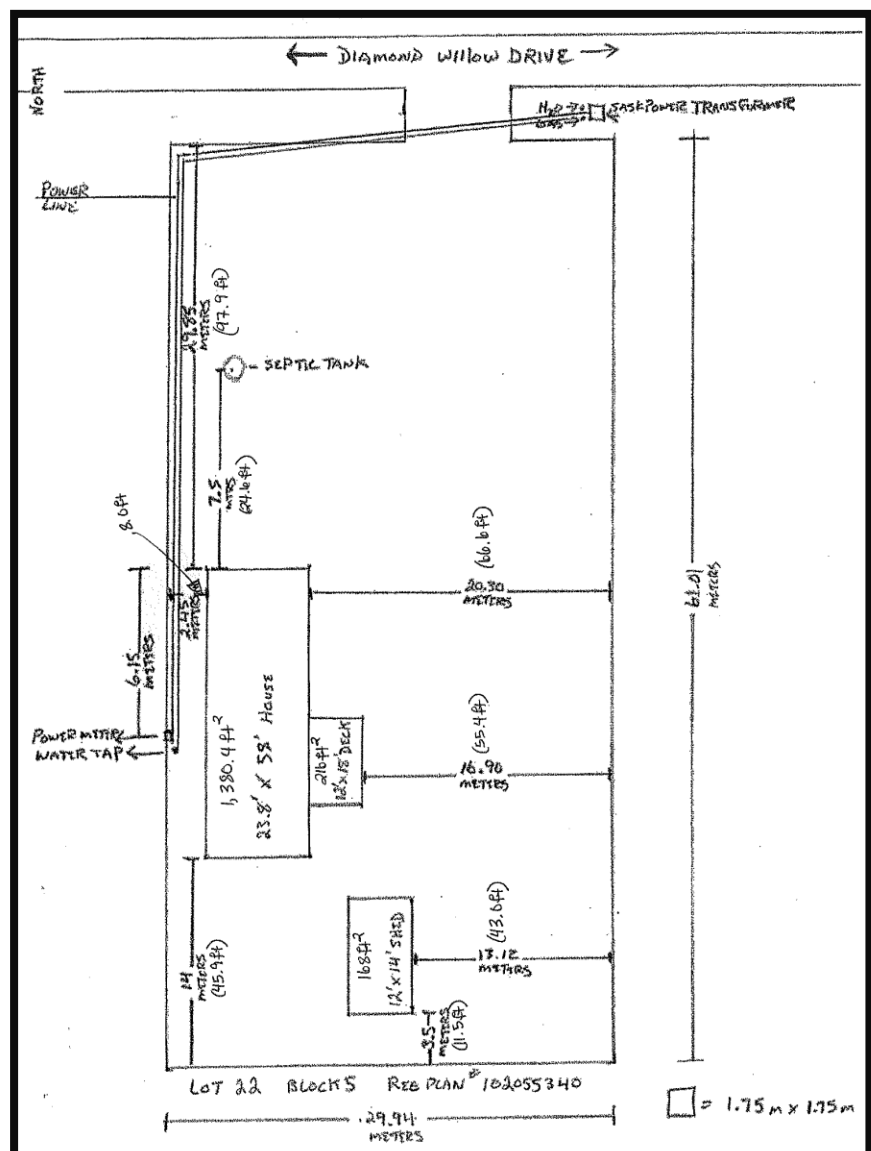 ← DIAMOND WILLOW DRIVE →
NORTH
H2O →
GAS →
SASKPOWER TRANSFORMER
POWER
LINE
29.85
METERS
(97.9 ft)
SEPTIC TANK
7.5
MTRS
(24.6 ft)
8.0 ft
2.45
METERS
6.15
METERS
(66.6 ft)
20.30
METERS
61.01
METERS
POWER METER
WATER TAP
1,380.4 ft²
23.8' X 58' HOUSE
216 ft²
12' X 18' DECK
(55.4 ft)
16.90
METERS
14
METERS
(45.9 ft)
168 ft²
12' X 14' SHED
(43.0 ft)
13.12
METERS
3.5
METERS
(11.5 ft)
LOT 22 BLOCK 5 REG PLAN # 102055340
29.94
METERS
= 1.75 m x 1.75 m